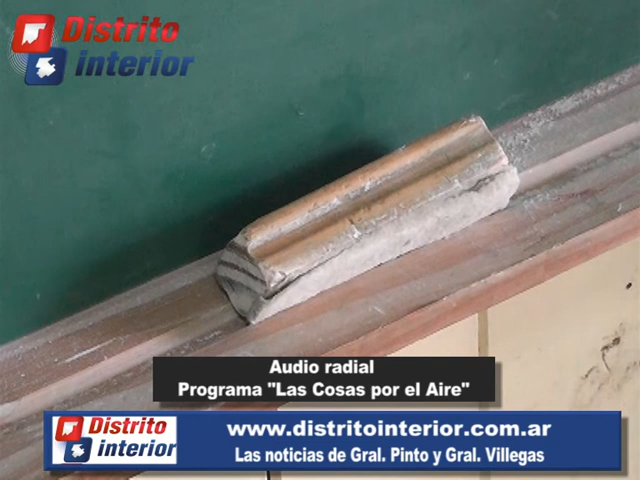 Distrito
interior
Audio radial
Programa "Las Cosas por el Aire"
Distrito
interior
www.distritointerior.com.ar
Las noticias de Gral. Pinto y Gral. Villegas